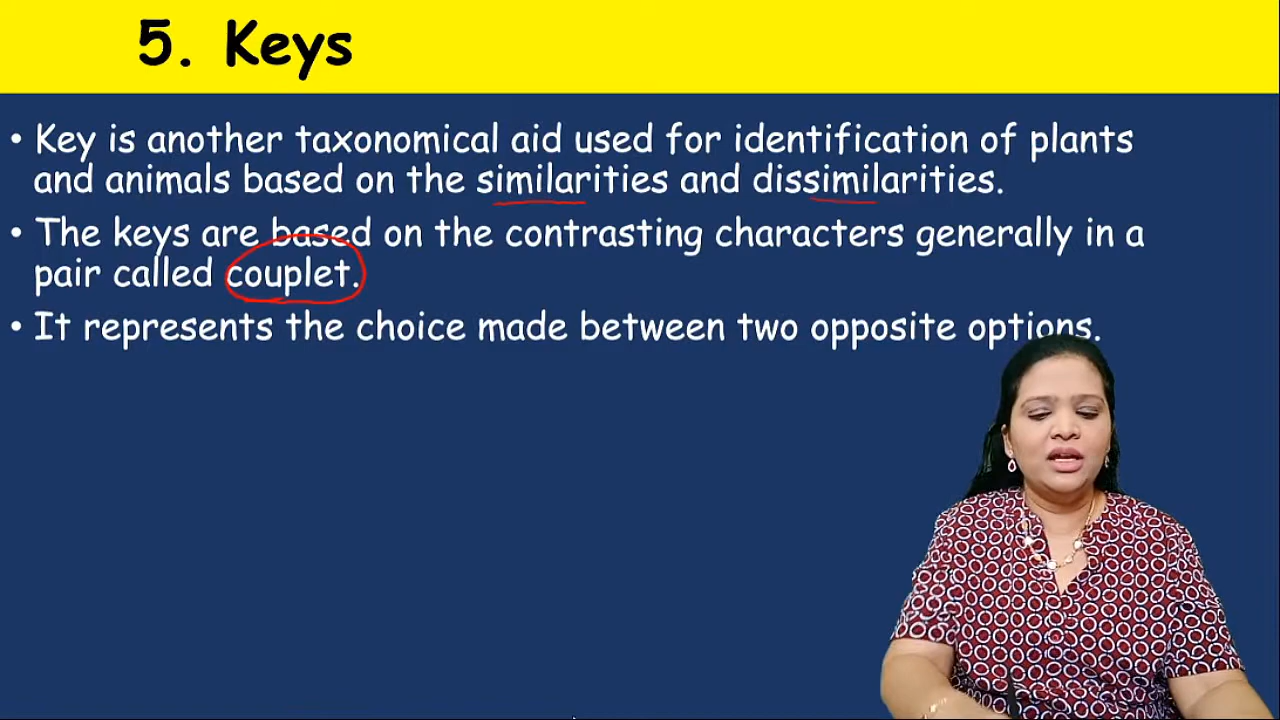 5. Keys
• Key is another taxonomical aid used for identification of plants
and animals based on the similarities and dissimilarities.
• The keys are based on the contrasting characters generally in a
pair called couplet.
• It represents the choice made between two opposite options.